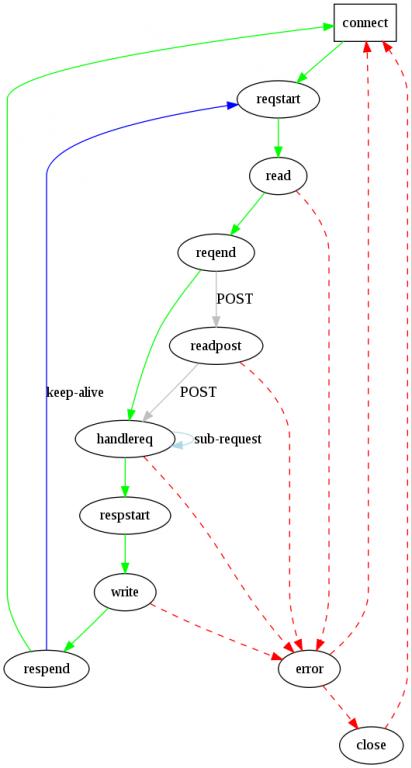 connect
reqstart
read
reqend
POST
readpost
keep-alive
POST
handlereq
sub-request
respstart
write
respend
error
close